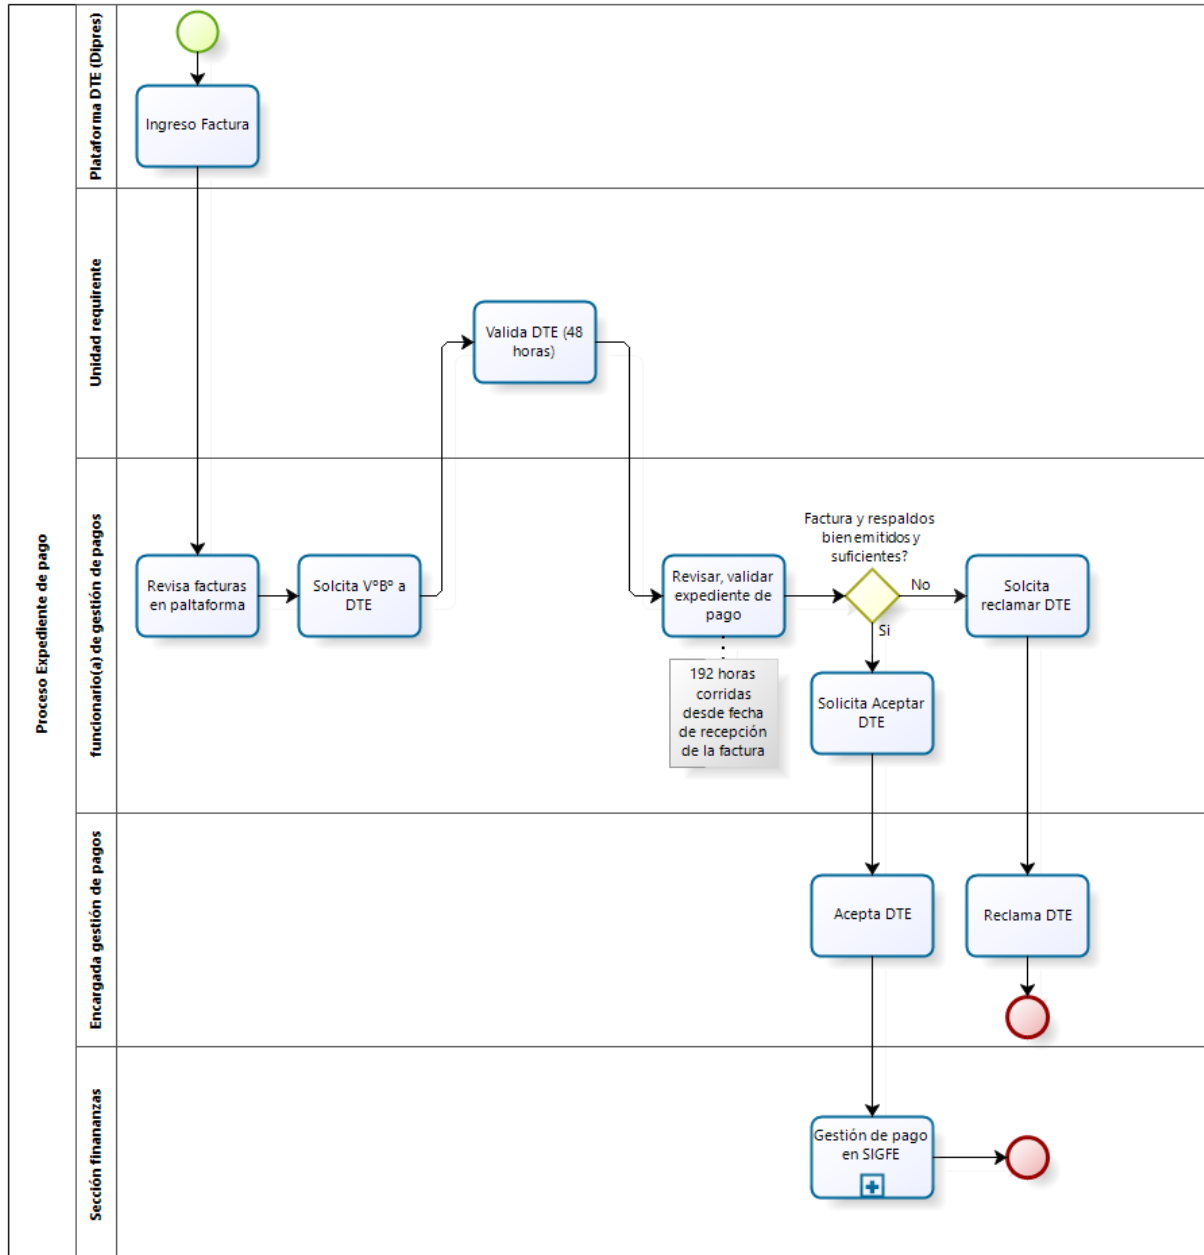 Proceso Expediente de pago
Plataforma DTE (Dipres)
Ingreso Factura
Unidad requirente
Valida DTE (48
horas)
funcionario(a) de gestión de pagos
Revisa facturas
en paltaforma
Solcita V°B° a
DTE
Revisar, validar
expediente de
pago
192 horas
corridas
desde fecha
de recepción
de la factura
Factura y respaldos
bien emitidos y
suficientes?
No
Si
Solcita
reclamar DTE
Solicita Aceptar
DTE
Encargada gestión de pagos
Acepta DTE
Reclama DTE
Sección finananzas
Gestión de pago
en SIGFE